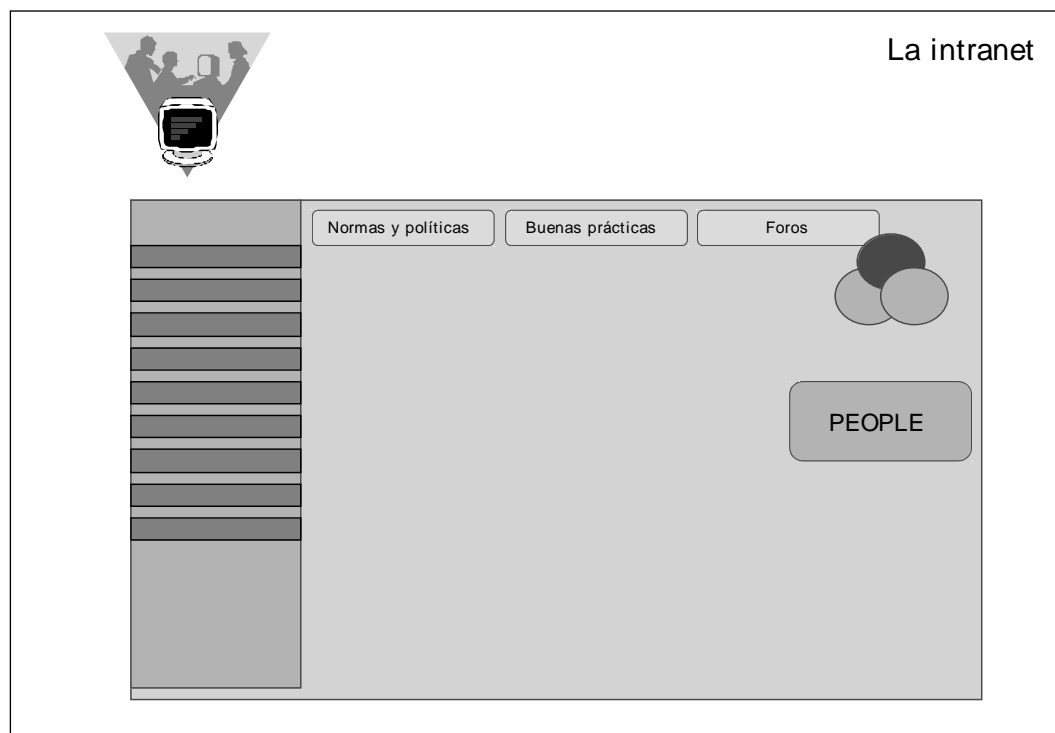 La intranet
Normas y políticas
Buenas prácticas
Foros
PEOPLE